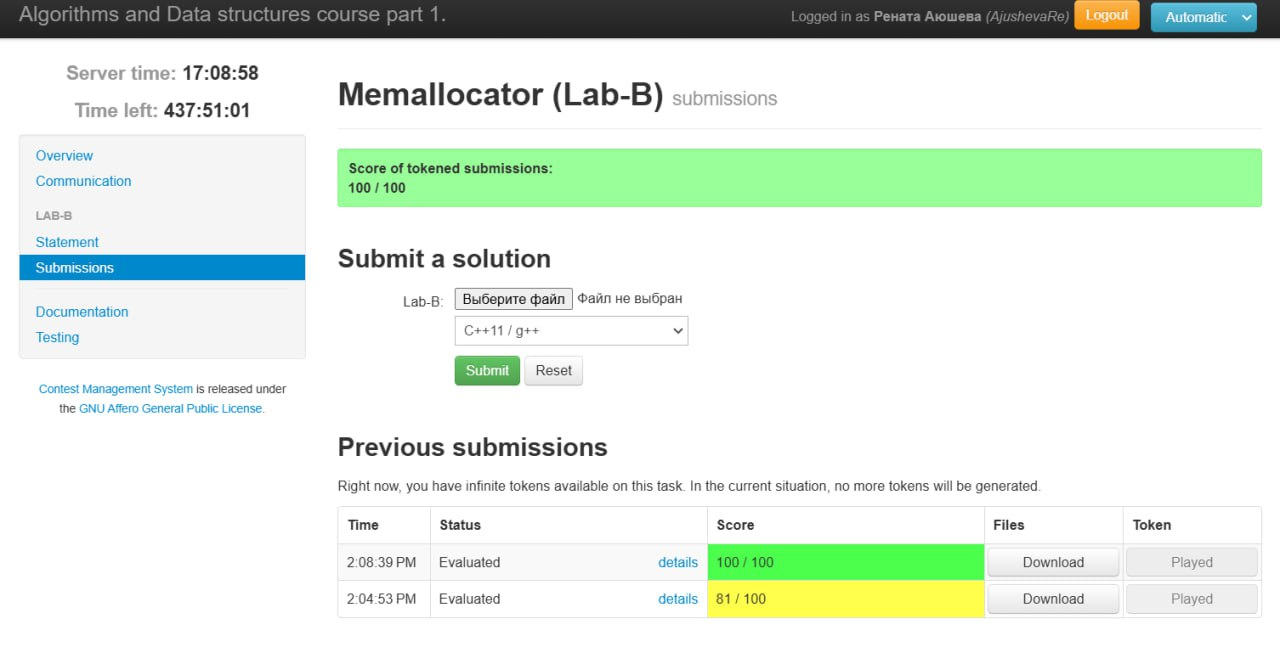 Algorithms and Data structures course part 1.
Logged in as Рената Аюшева (AjushevaRe) Logout Automatic
Server time: 17:08:58
Time left: 437:51:01
Overview
Communication
LAB-B
Statement
Submissions
Documentation
Testing
Contest Management System is released under
the GNU Affero General Public License.
Memallocator (Lab-B) submissions
Score of tokened submissions:
100 / 100
Submit a solution
Lab-B: Выберите файл Файл не выбран
C++11 / g++
Submit Reset
Previous submissions
Right now, you have infinite tokens available on this task. In the current situation, no more tokens will be generated.
Time Status Score Files Token
2:08:39 PM Evaluated details 100 / 100 Download Played
2:04:53 PM Evaluated details 81 / 100 Download Played